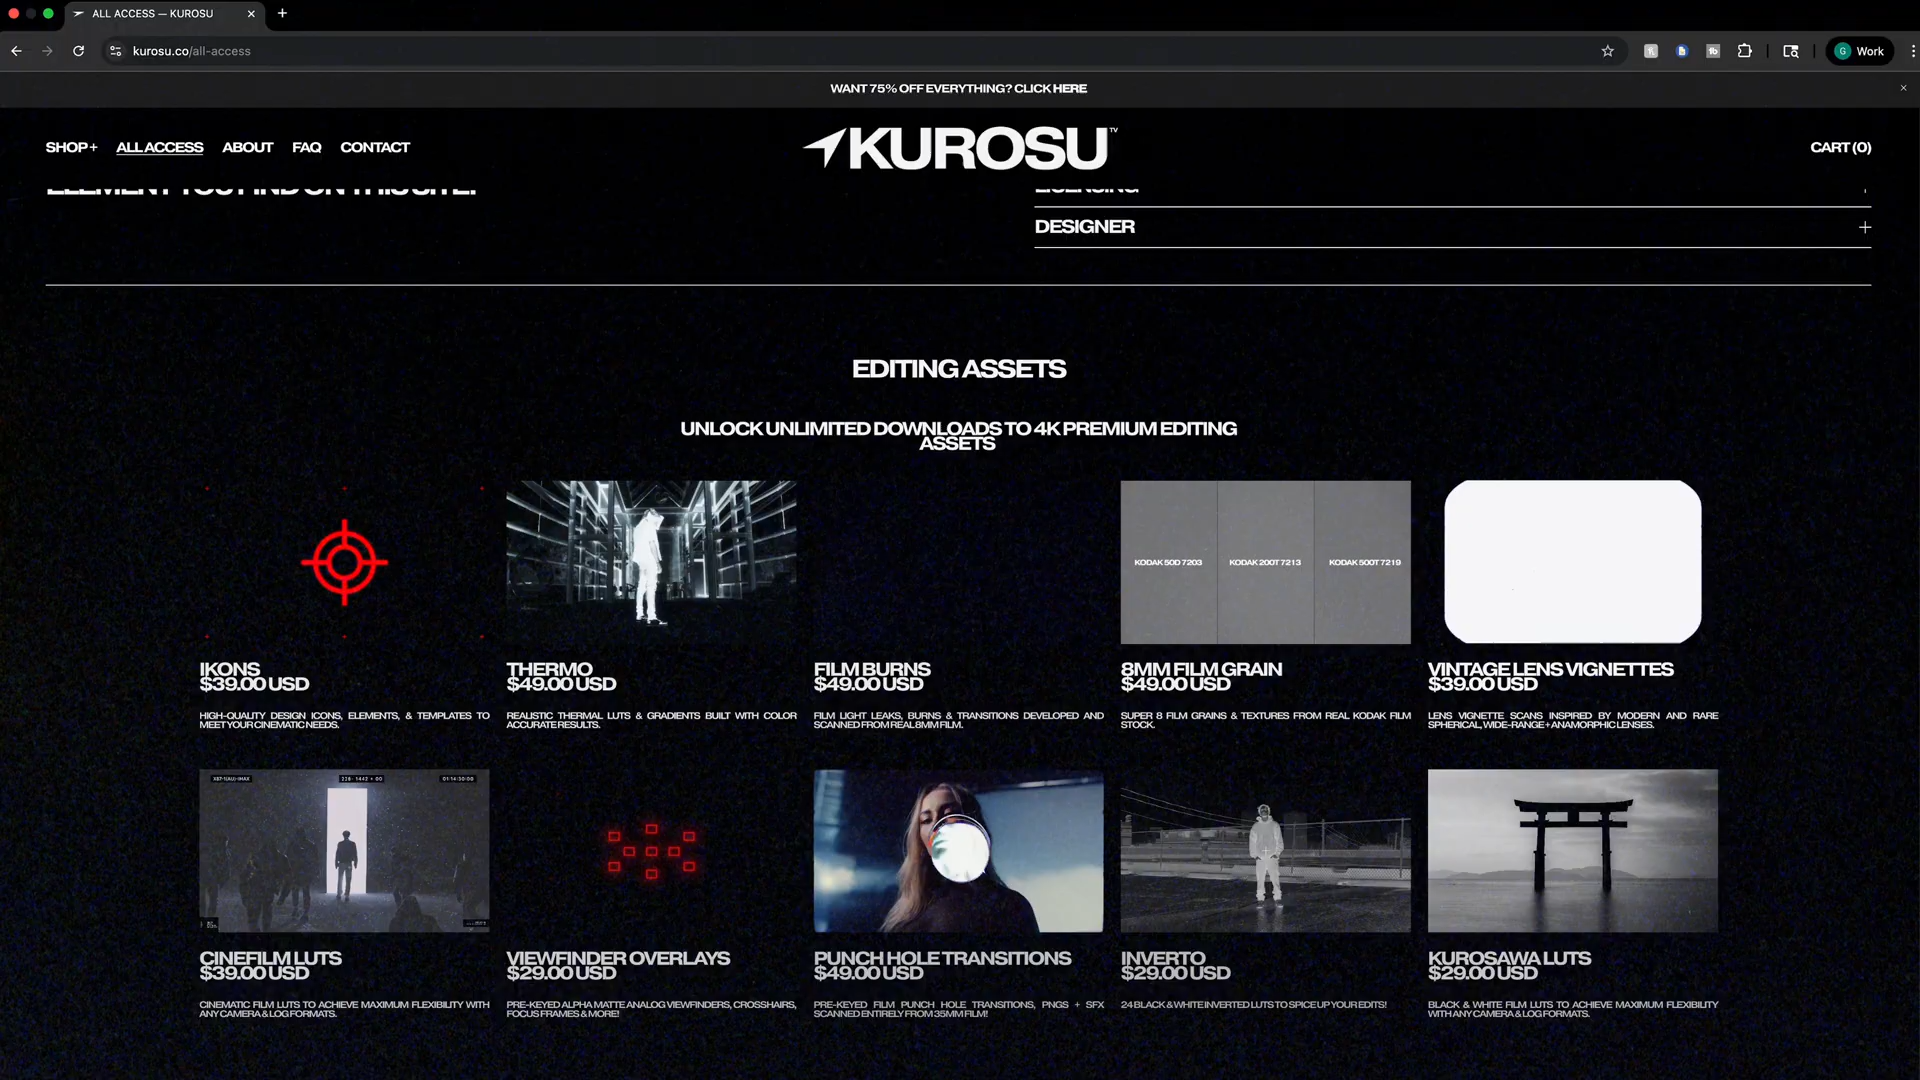 ALL ACCESS — KUROSU
kurosu.co/all-access
Work
WANT 75% OFF EVERYTHING? CLICK HERE
SHOP+ ALL ACCESS ABOUT FAQ CONTACT
KUROSU TV
CART (0)
ELEMENT YOU FIND ON THIS SITE.
LICENSING
DESIGNER
EDITING ASSETS
UNLOCK UNLIMITED DOWNLOADS TO 4K PREMIUM EDITING
ASSETS
KODAK 50D 7203 KODAK 200T 7213 KODAK 500T 7219
IKONS
$39.00 USD
HIGH-QUALITY DESIGN ICONS, ELEMENTS, & TEMPLATES TO
MEET YOUR CINEMATIC NEEDS.
THERMO
$49.00 USD
REALISTIC THERMAL LUTS & GRADIENTS BUILT WITH COLOR
ACCURATE RESULTS.
FILM BURNS
$49.00 USD
FILM LIGHT LEAKS, BURNS & TRANSITIONS DEVELOPED AND
SCANNED FROM REAL 8MM FILM.
8MM FILM GRAIN
$49.00 USD
SUPER 8 FILM GRAINS & TEXTURES FROM REAL KODAK FILM
STOCK.
VINTAGE LENS VIGNETTES
$39.00 USD
LENS VIGNETTE SCANS INSPIRED BY MODERN AND RARE
SPHERICAL, WIDE-RANGE + ANAMORPHIC LENSES.
01:14:30:00
CINEFILM LUTS
$39.00 USD
CINEMATIC FILM LUTS TO ACHIEVE MAXIMUM FLEXIBILITY WITH
ANY CAMERA & LOG FORMATS.
VIEWFINDER OVERLAYS
$29.00 USD
PRE-KEYED ALPHA MATTE ANALOG VIEWFINDERS, CROSSHAIRS,
FOCUS FRAMES & MORE!
PUNCH HOLE TRANSITIONS
$49.00 USD
PRE-KEYED FILM PUNCH HOLE TRANSITIONS, PNGS + SFX
SCANNED ENTIRELY FROM 35MM FILM!
INVERTO
$29.00 USD
24 BLACK & WHITE INVERTED LUTS TO SPICE UP YOUR EDITS!
KUROSAWA LUTS
$29.00 USD
BLACK & WHITE FILM LUTS TO ACHIEVE MAXIMUM FLEXIBILITY
WITH ANY CAMERA & LOG FORMATS.